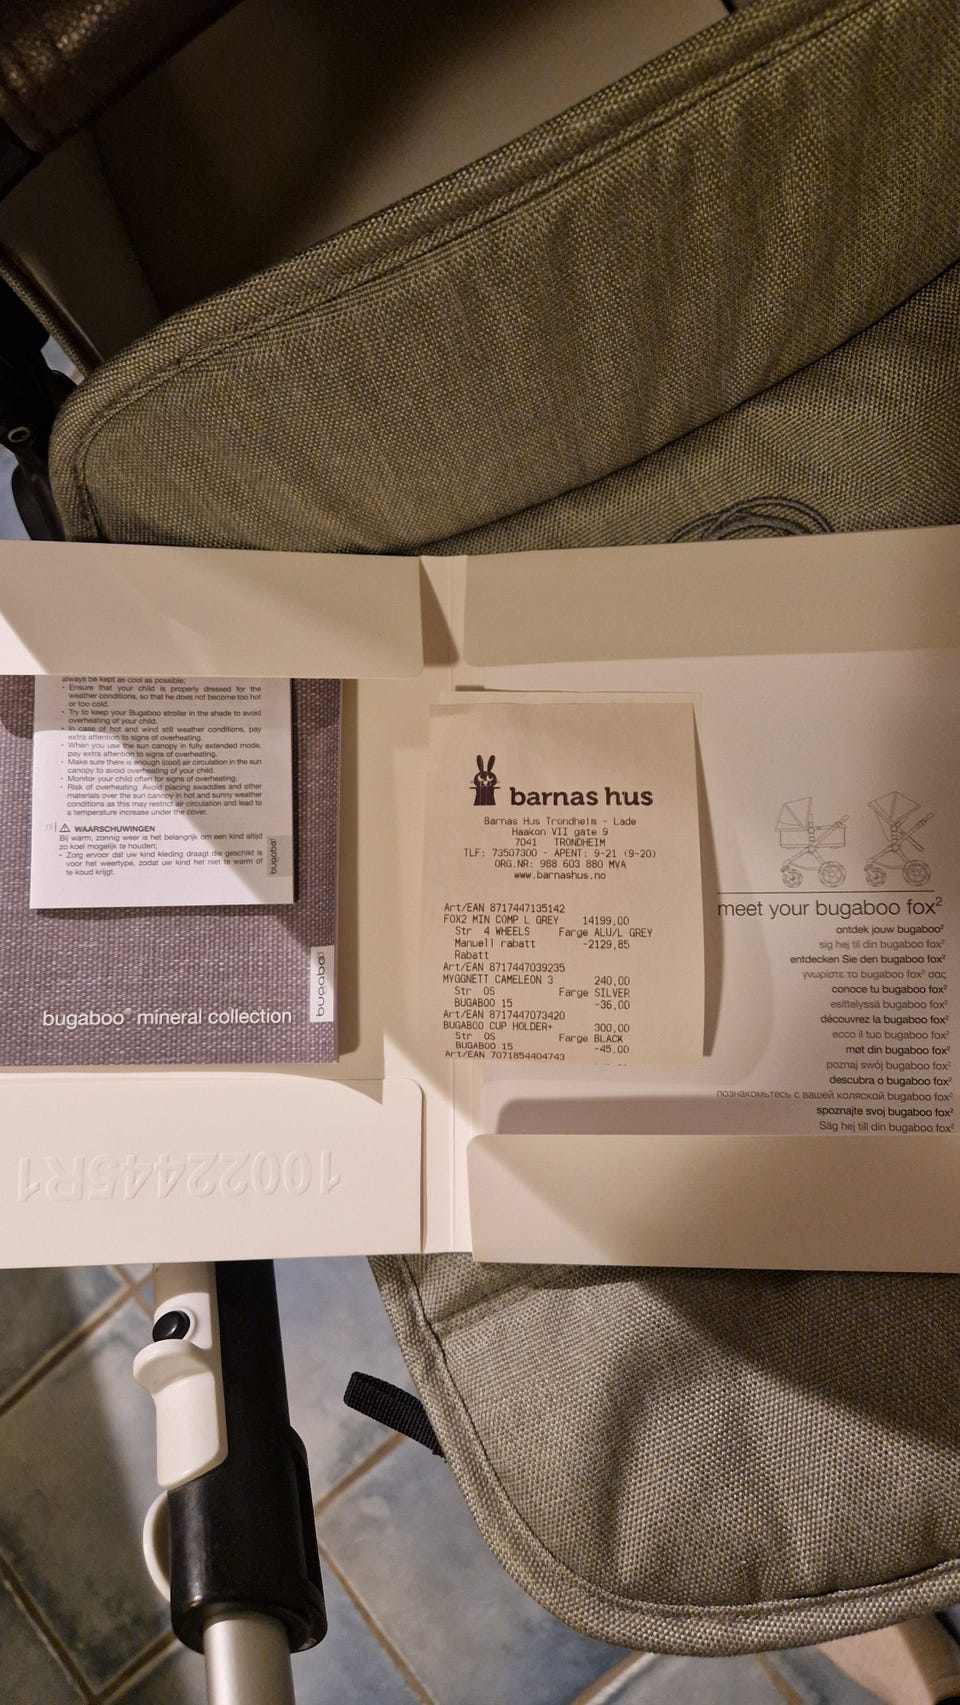 always be kept as cool as possible;
• Ensure that your child is properly dressed for the
weather conditions, so that he does not become too hot
or too cold.
• Try to keep your Bugaboo stroller in the shade to avoid
overheating of your child.
• In case of hot and wind still weather conditions, pay
extra attention to signs of overheating.
• When you use the sun canopy in fully extended mode,
pay extra attention to signs of overheating.
• Make sure there is enough (cool) air circulation in the sun
canopy to avoid overheating of your child.
• Monitor your child often for signs of overheating.
• Risk of overheating. Avoid placing swaddles and other
materials over the sun canopy in hot and sunny weather
conditions as this may restrict air circulation and lead to
a temperature increase under the cover.
nl
WAARSCHUWINGEN
Bij warm, zonnig weer is het belangrijk om een kind altijd
zo koel mogelijk te houden;
• Zorg ervoor dat uw kind kleding draagt die geschikt is
voor het weertype, zodat uw kind het niet te warm of
te koud krijgt.
bugaboo
bugaboo
bugaboo® mineral collection
1002445R1
barnas hus
Barnas Hus Trondheim - Lade
Haakon VII gate 9
7041 TRONDHEIM
TLF: 73507300 - APENT: 9-21 (9-20)
ORG.NR: 988 603 880 MVA
www.barnashus.no
Art/EAN 8717447135142
FOX2 MIN COMP L GREY 14199,00
Str 4 WHEELS Farge ALU/L GREY
Manuell rabatt -2129,85
Rabatt
Art/EAN 8717447039235
MYGGNETT CAMELEON 3 240,00
Str OS Farge SILVER
BUGABOO 15 -36,00
Art/EAN 8717447073420
BUGABOO CUP HOLDER+ 300,00
Str OS Farge BLACK
BUGABOO 15 -45,00
Art/EAN 7071854404743
meet your bugaboo fox²
ontdek jouw bugaboo²
sig hej til din bugaboo fox²
entdecken Sie den bugaboo fox²
γνωρίστε το bugaboo fox² σας
conoce tu bugaboo fox²
esittelyssä bugaboo fox²
découvrez la bugaboo fox²
ecco il tuo bugaboo fox²
møt din bugaboo fox²
poznaj swój bugaboo fox²
descubra o bugaboo fox²
познакомьтесь с вашей коляской bugaboo fox²
spoznajte svoj bugaboo fox²
Säg hej till din bugaboo fox²